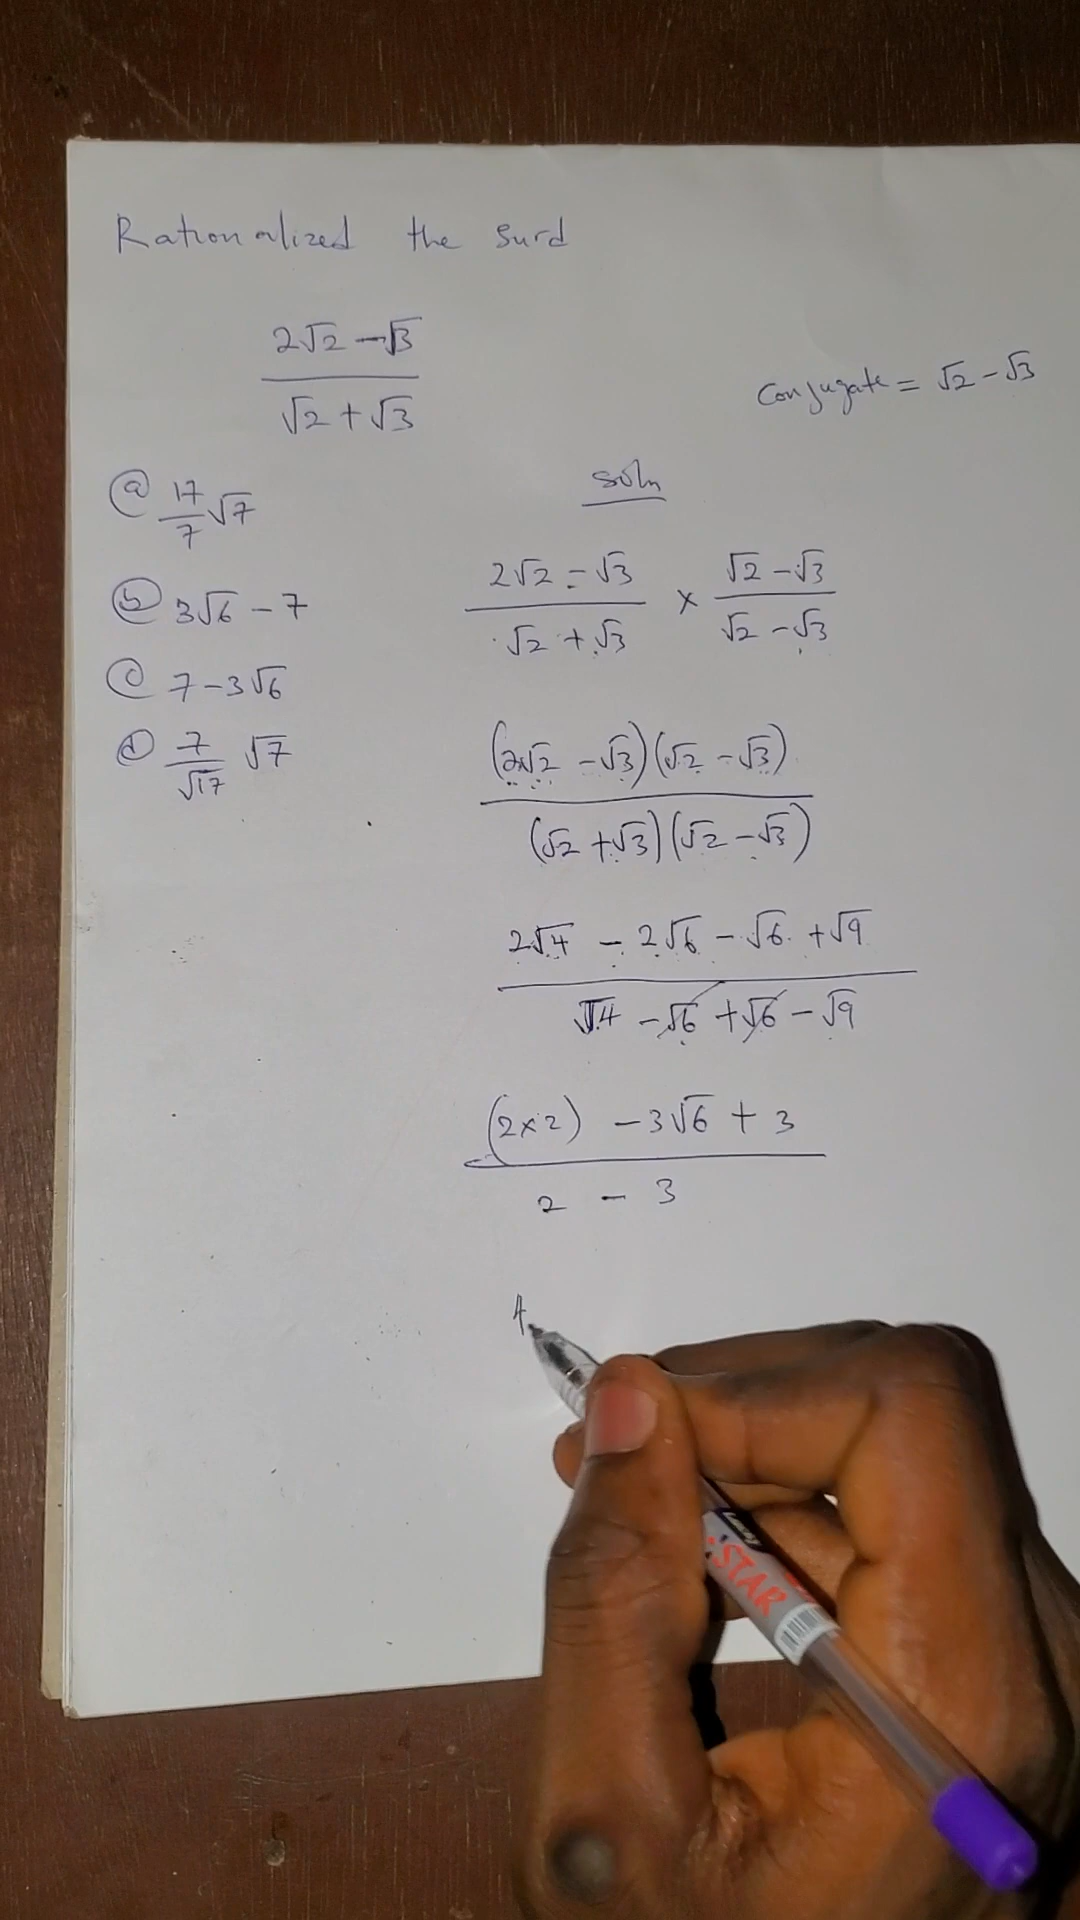 Rationalized the surd
2√2 - √3
√2 + √3
Conjugate = √2 - √3
ⓐ 17/7 √7
ⓑ 3√6 - 7
ⓒ 7 - 3√6
ⓓ 7/√17 √7
soln
2√2 - √3 × √2 - √3
√2 + √3 √2 - √3
(2√2 - √3)(√2 - √3)
(√2 + √3)(√2 - √3)
2√4 - 2√6 - √6 + √9
√4 - √6 + √6 - √9
(2×2) - 3√6 + 3
2 - 3
4
STAR